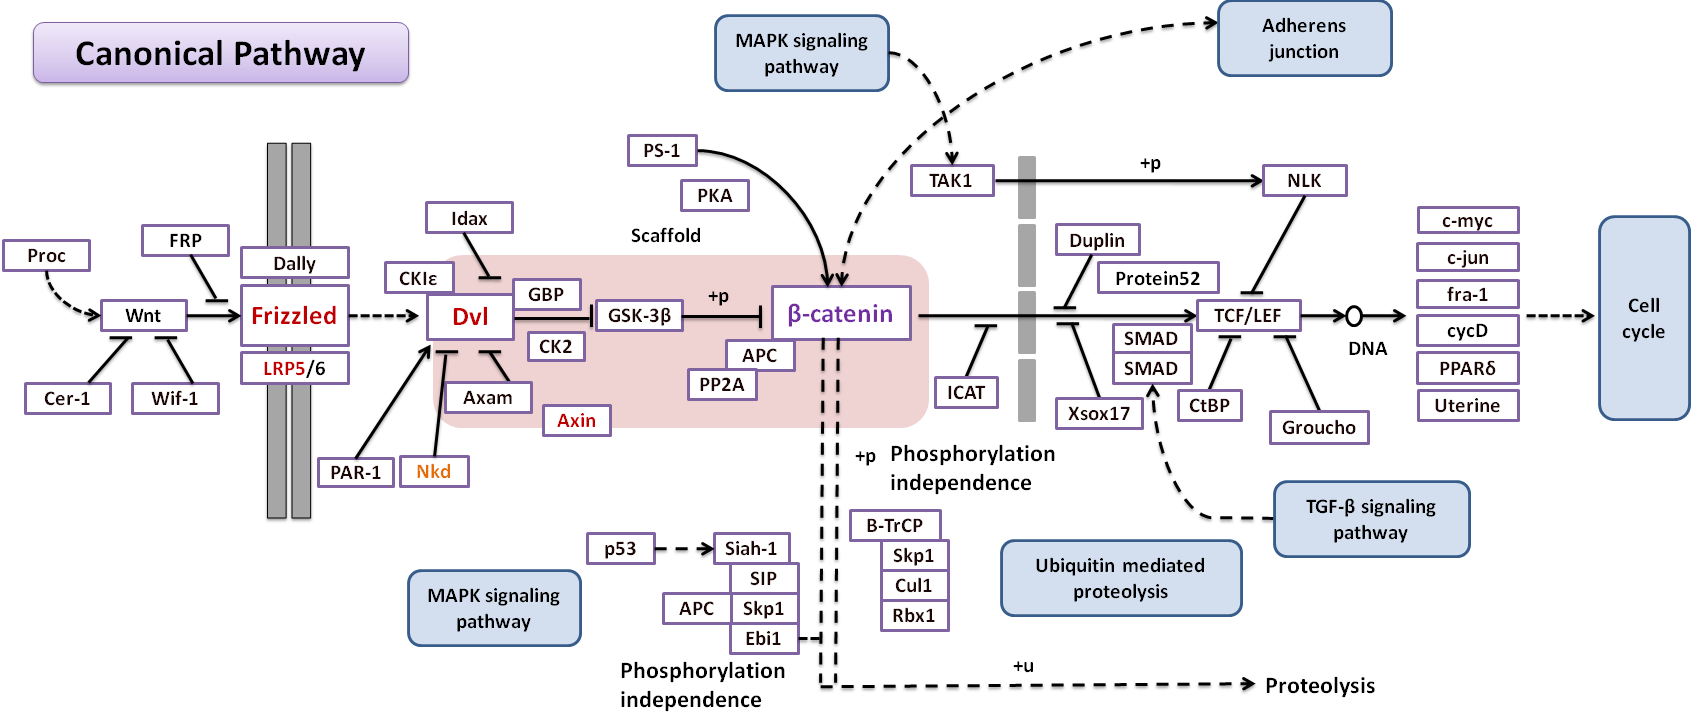 Canonical Pathway
MAPK signaling
pathway
Adherens
junction
PS-1
PKA
TAK1
+p
NLK
Idax
Scaffold
FRP
Proc
Dally
CKIε
GBP
Duplin
Protein52
c-myc
c-jun
fra-1
cycD
PPARδ
Uterine
Cell
cycle
Wnt
Frizzled
Dvl
GSK-3β
+p
β-catenin
TCF/LEF
DNA
CK2
APC
PP2A
SMAD
SMAD
LRP5/6
Cer-1
Wif-1
Axam
Axin
ICAT
Xsox17
CtBP
Groucho
PAR-1
Nkd
+p
Phosphorylation
independence
TGF-β signaling
pathway
p53
Siah-1
SIP
APC
Skp1
Ebi1
B-TrCP
Skp1
Cul1
Rbx1
Ubiquitin mediated
proteolysis
MAPK signaling
pathway
Phosphorylation
independence
+u
Proteolysis